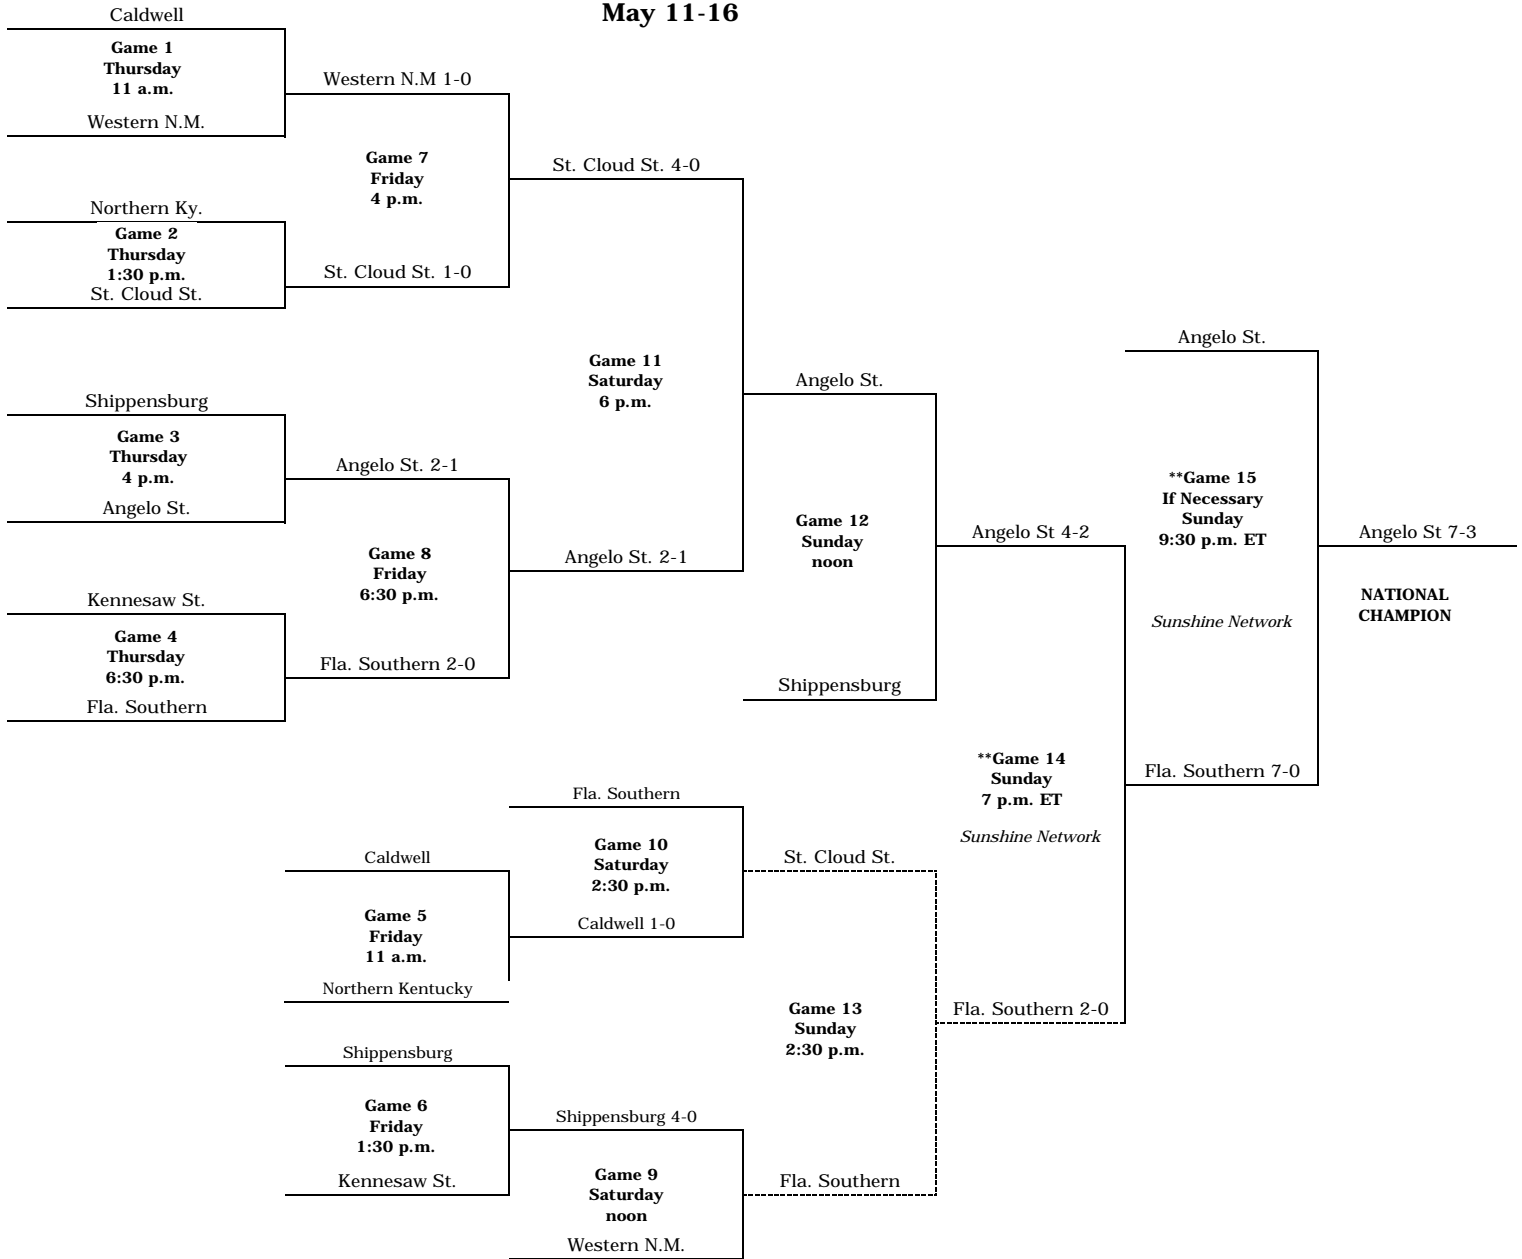 May 11-16
Caldwell
Game 1
Thursday
11 a.m.
Western N.M.
Western N.M 1-0
Northern Ky.
Game 2
Thursday
1:30 p.m.
St. Cloud St.
St. Cloud St. 1-0
Game 7
Friday
4 p.m.
St. Cloud St. 4-0
Shippensburg
Game 3
Thursday
4 p.m.
Angelo St.
Angelo St. 2-1
Kennesaw St.
Game 4
Thursday
6:30 p.m.
Fla. Southern
Fla. Southern 2-0
Game 8
Friday
6:30 p.m.
Angelo St. 2-1
Game 11
Saturday
6 p.m.
Angelo St.
Game 12
Sunday
noon
Shippensburg
Angelo St 4-2
Caldwell
Game 5
Friday
11 a.m.
Northern Kentucky
Fla. Southern
Game 10
Saturday
2:30 p.m.
Caldwell 1-0
St. Cloud St.
Shippensburg
Game 6
Friday
1:30 p.m.
Kennesaw St.
Shippensburg 4-0
Game 9
Saturday
noon
Western N.M.
Fla. Southern
Game 13
Sunday
2:30 p.m.
Fla. Southern 2-0
**Game 14
Sunday
7 p.m. ET
Sunshine Network
Fla. Southern 7-0
Angelo St.
**Game 15
If Necessary
Sunday
9:30 p.m. ET
Sunshine Network
Angelo St 7-3
NATIONAL
CHAMPION